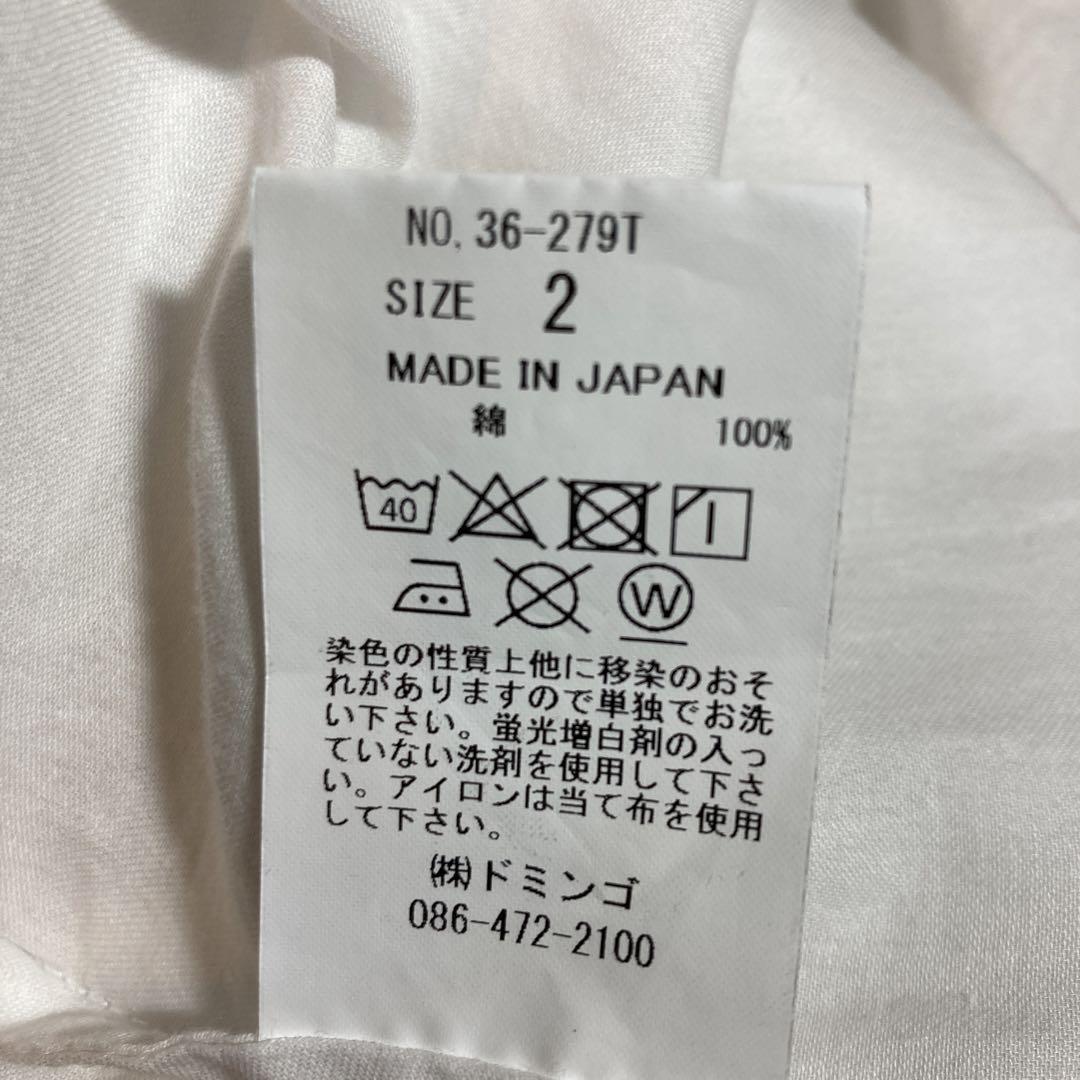 NO. 36-279T
SIZE 2
MADE IN JAPAN
綿 100%
40
W
染色の性質上他に移染のおそ
れがありますので単独でお洗
い下さい。蛍光増白剤の入っ
ていない洗剤を使用して下さ
い。アイロンは当て布を使用
して下さい。
㈱ドミンゴ
086-472-2100